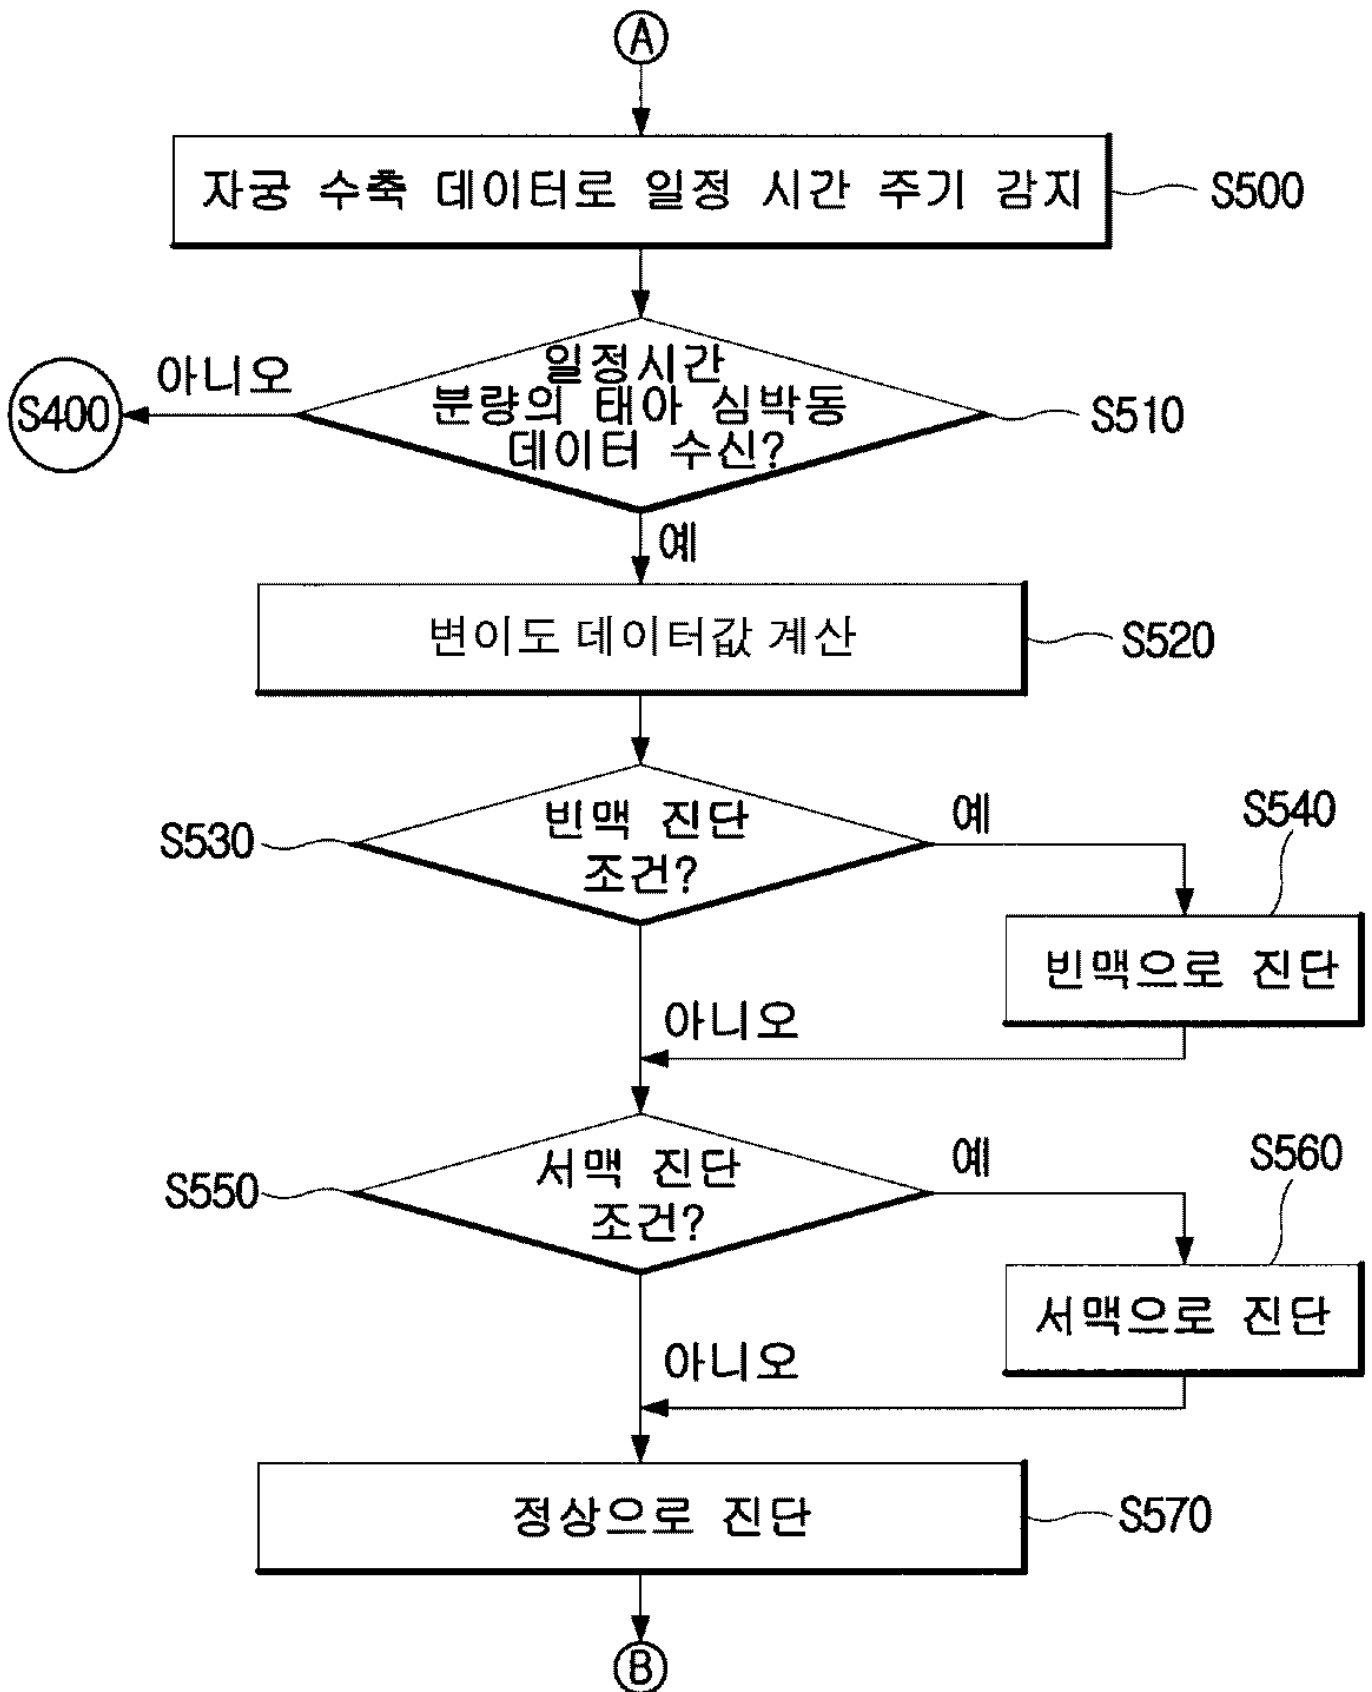 A
자궁 수축 데이터로 일정 시간 주기 감지
S500
일정시간
분량의 태아 심박동
데이터 수신?
S510
아니오
S400
예
변이도 데이터값 계산
S520
빈맥 진단
조건?
S530
예
S540
빈맥으로 진단
아니오
서맥 진단
조건?
S550
예
S560
서맥으로 진단
아니오
정상으로 진단
S570
B